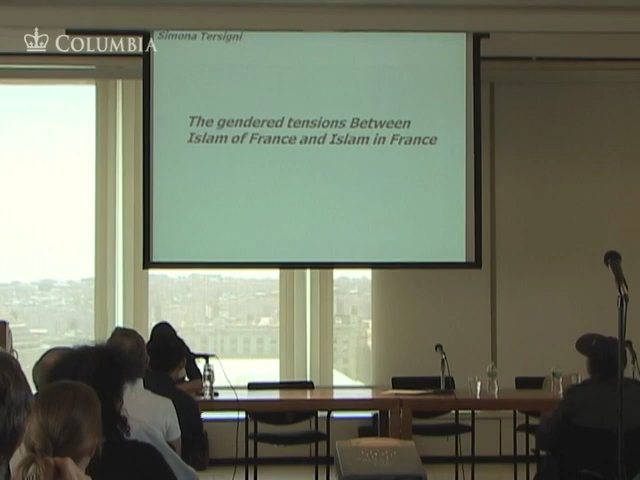 COLUMBIA
Simona Tersigni
The gendered tensions Between
Islam of France and Islam in France